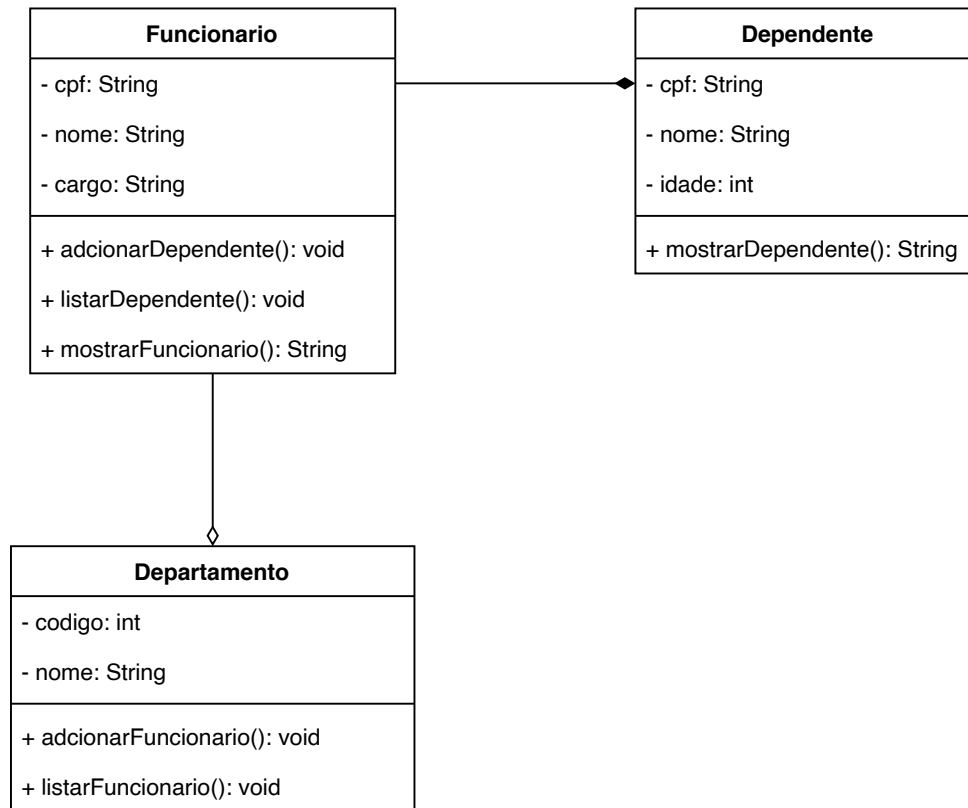 Funcionario
- cpf: String
- nome: String
- cargo: String
+ adcionarDependente(): void
+ listarDependente(): void
+ mostrarFuncionario(): String
Dependente
- cpf: String
- nome: String
- idade: int
+ mostrarDependente(): String
Departamento
- codigo: int
- nome: String
+ adcionarFuncionario(): void
+ listarFuncionario(): void